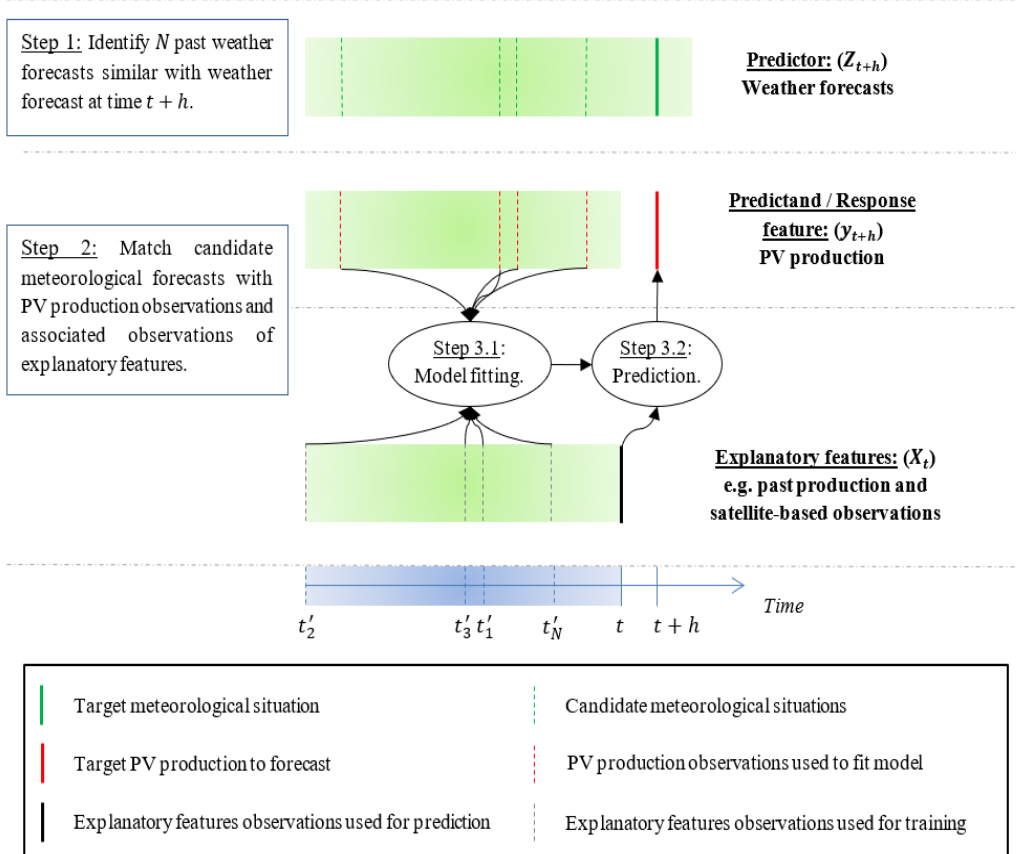 Step 1: Identify N past weather
forecasts similar with weather
forecast at time t + h.
Predictor: (Z_{t+h})
Weather forecasts
Predictand / Response
feature: (y_{t+h})
PV production
Step 2: Match candidate
meteorological forecasts with
PV production observations and
associated observations of
explanatory features.
Step 3.1:
Model fitting.
Step 3.2:
Prediction.
Explanatory features: (X_t)
e.g. past production and
satellite-based observations
Time
t′_2 t′_3 t′_1 t′_N t t + h
Target meteorological situation
Candidate meteorological situations
Target PV production to forecast
PV production observations used to fit model
Explanatory features observations used for prediction
Explanatory features observations used for training